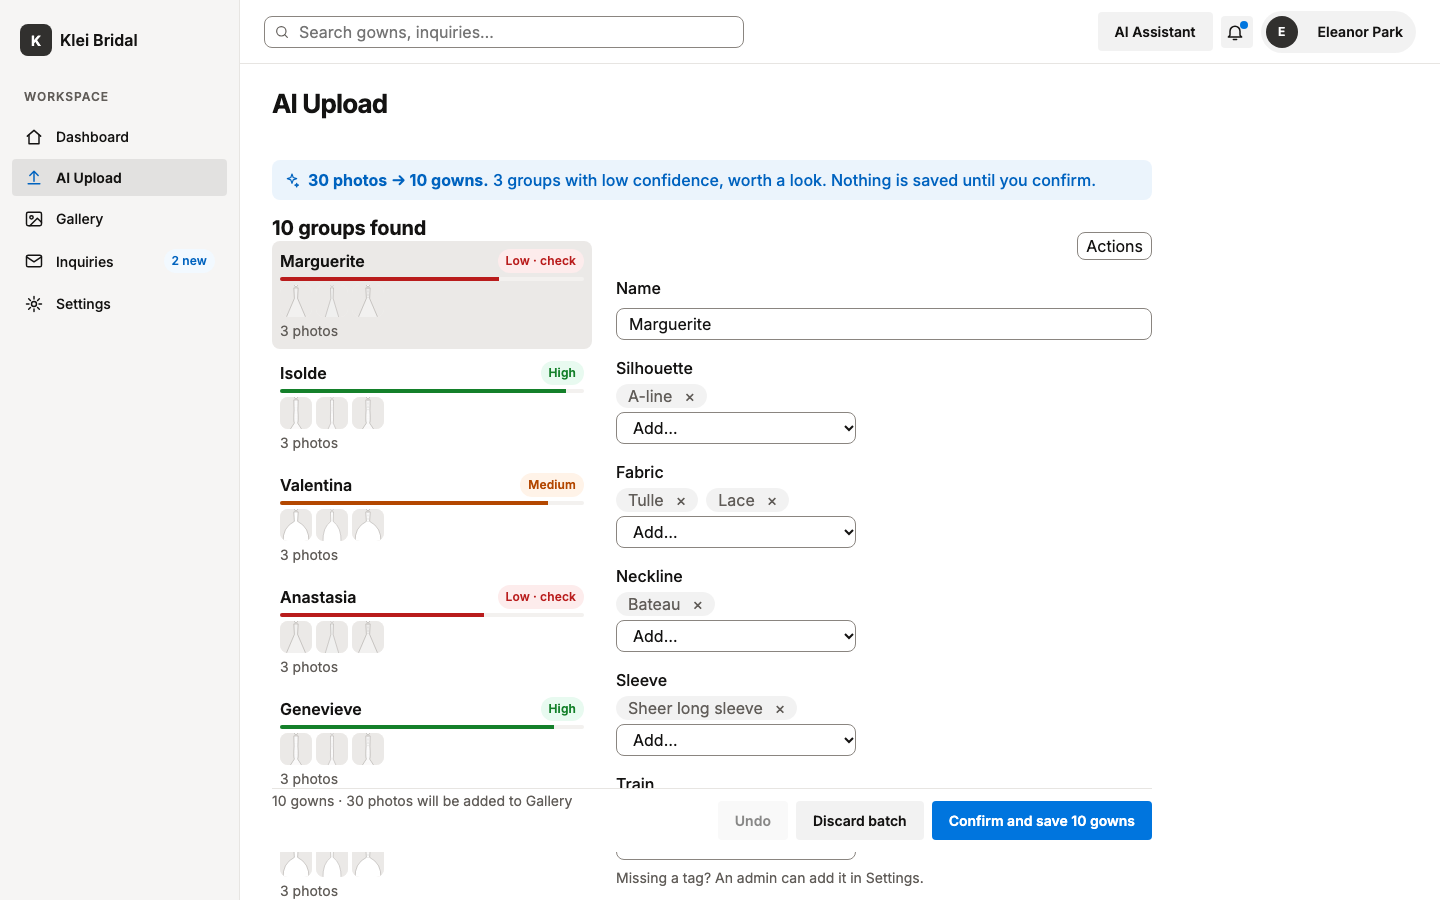 K Klei Bridal
Search gowns, inquiries...
AI Assistant
E
Eleanor Park
WORKSPACE
Dashboard
AI Upload
Gallery
Inquiries
2 new
Settings
AI Upload
30 photos → 10 gowns. 3 groups with low confidence, worth a look. Nothing is saved until you confirm.
10 groups found
Actions
Marguerite
Low · check
3 photos
Isolde
High
3 photos
Valentina
Medium
3 photos
Anastasia
Low · check
3 photos
Genevieve
High
3 photos
3 photos
Name
Marguerite
Silhouette
A-line ×
Add...
Fabric
Tulle × Lace ×
Add...
Neckline
Bateau ×
Add...
Sleeve
Sheer long sleeve ×
Add...
Train
Missing a tag? An admin can add it in Settings.
10 gowns · 30 photos will be added to Gallery
Undo
Discard batch
Confirm and save 10 gowns